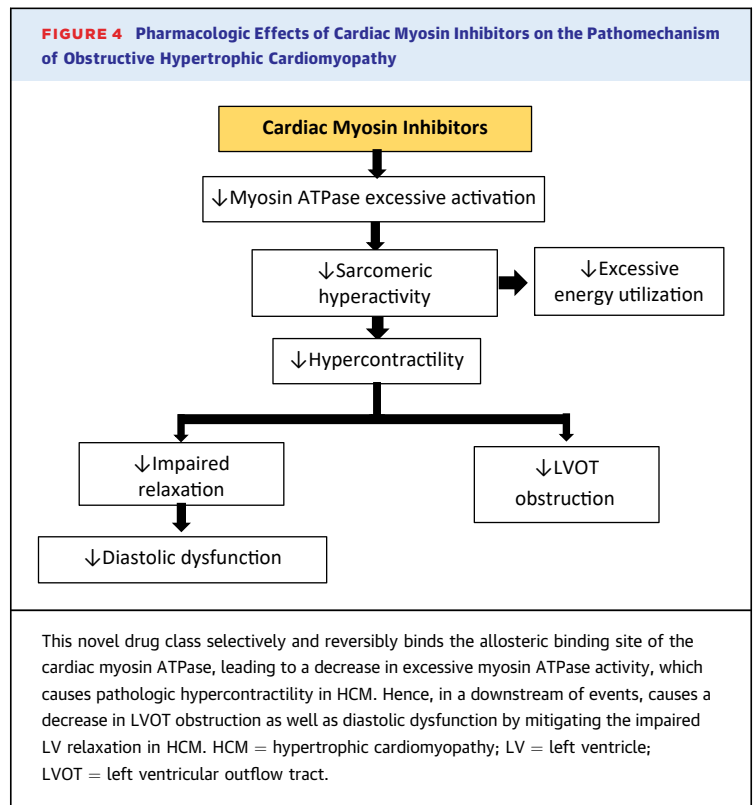 FIGURE 4 Pharmacologic Effects of Cardiac Myosin Inhibitors on the Pathomechanism
of Obstructive Hypertrophic Cardiomyopathy
Cardiac Myosin Inhibitors
↓Myosin ATPase excessive activation
↓Sarcomeric
hyperactivity
↓Excessive
energy utilization
↓Hypercontractility
↓Impaired
relaxation
↓LVOT
obstruction
↓Diastolic dysfunction
This novel drug class selectively and reversibly binds the allosteric binding site of the
cardiac myosin ATPase, leading to a decrease in excessive myosin ATPase activity, which
causes pathologic hypercontractility in HCM. Hence, in a downstream of events, causes a
decrease in LVOT obstruction as well as diastolic dysfunction by mitigating the impaired
LV relaxation in HCM. HCM = hypertrophic cardiomyopathy; LV = left ventricle;
LVOT = left ventricular outflow tract.